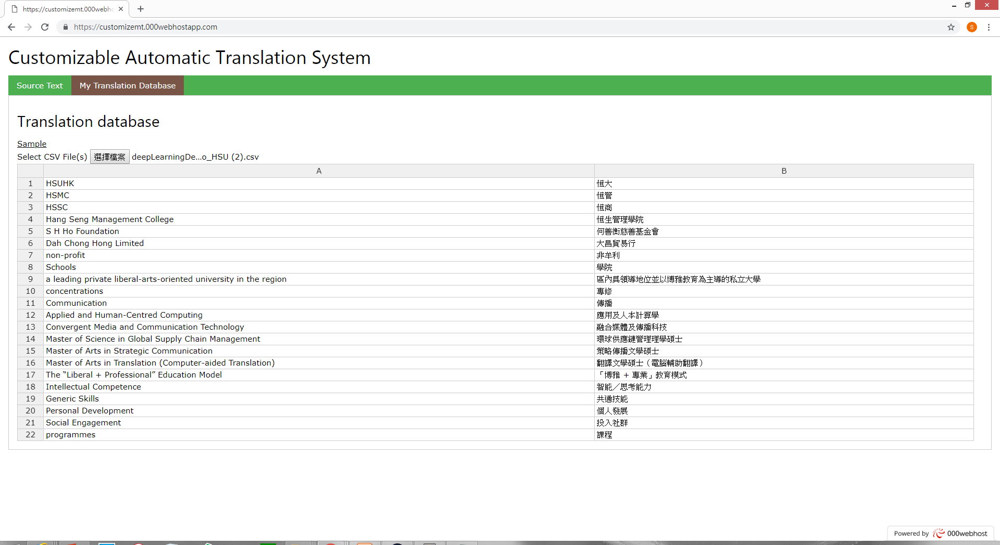 https://customizemt.000webho
https://customizemt.000webhostapp.com
S
Customizable Automatic Translation System
Source Text My Translation Database
Translation database
Sample
Select CSV File(s) 選擇檔案 deepLearningDe...o_HSU (2).csv
A B
1 HSUHK 恒大
2 HSMC 恒管
3 HSSC 恒商
4 Hang Seng Management College 恒生管理學院
5 S H Ho Foundation 何善衡慈善基金會
6 Dah Chong Hong Limited 大昌貿易行
7 non-profit 非牟利
8 Schools 學院
9 a leading private liberal-arts-oriented university in the region 區內具領導地位並以博雅教育為主導的私立大學
10 concentrations 專修
11 Communication 傳播
12 Applied and Human-Centred Computing 應用及人本計算學
13 Convergent Media and Communication Technology 融合媒體及傳播科技
14 Master of Science in Global Supply Chain Management 環球供應鏈管理理學碩士
15 Master of Arts in Strategic Communication 策略傳播文學碩士
16 Master of Arts in Translation (Computer-aided Translation) 翻譯文學碩士（電腦輔助翻譯）
17 The “Liberal + Professional” Education Model 「博雅 + 專業」教育模式
18 Intellectual Competence 智能／思考能力
19 Generic Skills 共通技能
20 Personal Development 個人發展
21 Social Engagement 投入社群
22 programmes 課程
Powered by 000webhost